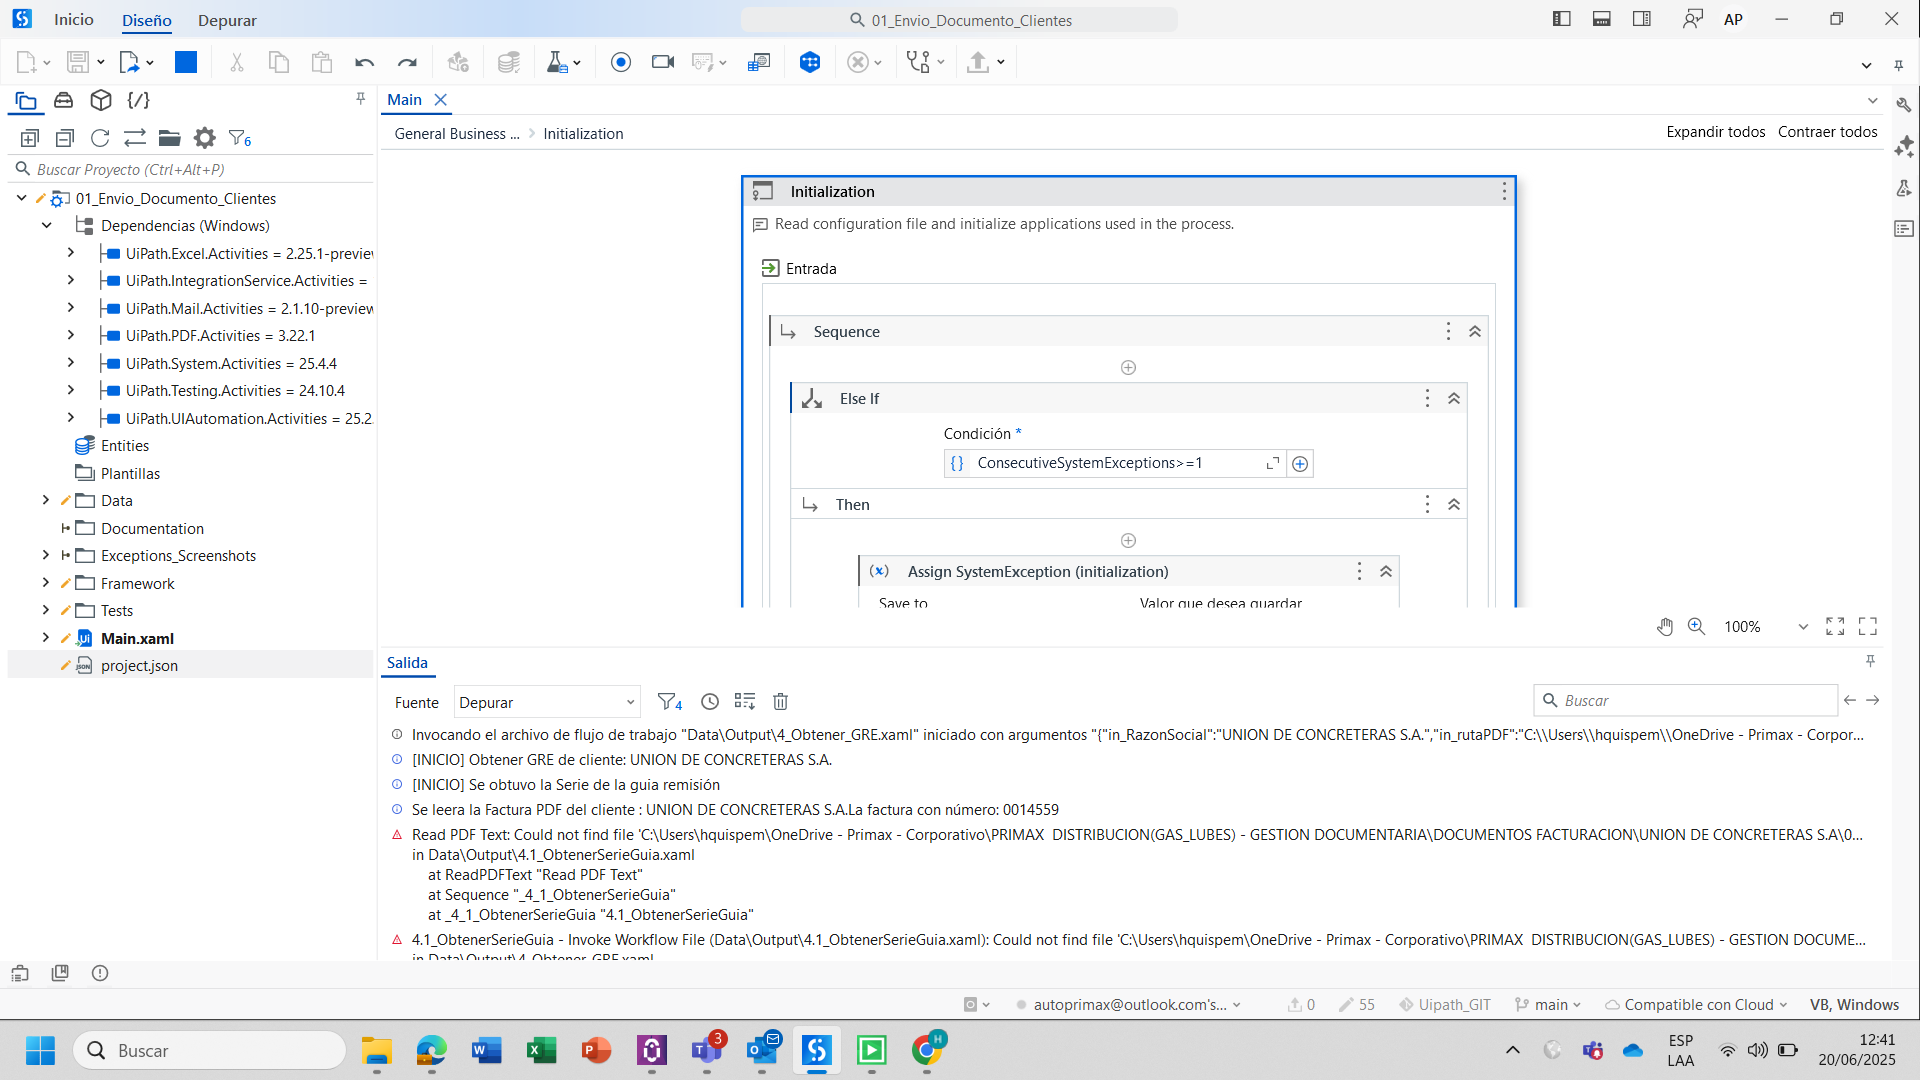 Inicio
Diseño
Depurar
01_Envio_Documento_Clientes
AP
6
Buscar Proyecto (Ctrl+Alt+P)
01_Envio_Documento_Clientes
Dependencias (Windows)
UiPath.Excel.Activities = 2.25.1-preview
UiPath.IntegrationService.Activities =
UiPath.Mail.Activities = 2.1.10-preview
UiPath.PDF.Activities = 3.22.1
UiPath.System.Activities = 25.4.4
UiPath.Testing.Activities = 24.10.4
UiPath.UIAutomation.Activities = 25.2
Entities
Plantillas
Data
Documentation
Exceptions_Screenshots
Framework
Tests
Main.xaml
project.json
Main
General Business ... > Initialization
Expandir todos
Contraer todos
Initialization
Read configuration file and initialize applications used in the process.
Entrada
Sequence
Else If
Condición *
{} ConsecutiveSystemExceptions>=1
Then
(x) Assign SystemException (initialization)
Save to
Valor que desea guardar
100%
Salida
Fuente
Depurar
4
Buscar
Invocando el archivo de flujo de trabajo "Data\Output\4_Obtener_GRE.xaml" iniciado con argumentos "{"in_RazonSocial":"UNION DE CONCRETERAS S.A.","in_rutaPDF":"C:\\Users\\hquispem\\OneDrive - Primax - Corpor...
[INICIO] Obtener GRE de cliente: UNION DE CONCRETERAS S.A.
[INICIO] Se obtuvo la Serie de la guia remisión
Se leera la Factura PDF del cliente : UNION DE CONCRETERAS S.A.La factura con número: 0014559
Read PDF Text: Could not find file 'C:\Users\hquispem\OneDrive - Primax - Corporativo\PRIMAX  DISTRIBUCION(GAS_LUBES) - GESTION DOCUMENTARIA\DOCUMENTOS FACTURACION\UNION DE CONCRETERAS S.A\0...
in Data\Output\4.1_ObtenerSerieGuia.xaml
at ReadPDFText "Read PDF Text"
at Sequence "_4_1_ObtenerSerieGuia"
at _4_1_ObtenerSerieGuia "4.1_ObtenerSerieGuia"
4.1_ObtenerSerieGuia - Invoke Workflow File (Data\Output\4.1_ObtenerSerieGuia.xaml): Could not find file 'C:\Users\hquispem\OneDrive - Primax - Corporativo\PRIMAX  DISTRIBUCION(GAS_LUBES) - GESTION DOCUME...
in Data\Output\4_Obtener_GRE.xaml
autoprimax@outlook.com's...
0
55
Uipath_GIT
main
Compatible con Cloud
VB, Windows
Buscar
3
H
ESP
LAA
12:41
20/06/2025